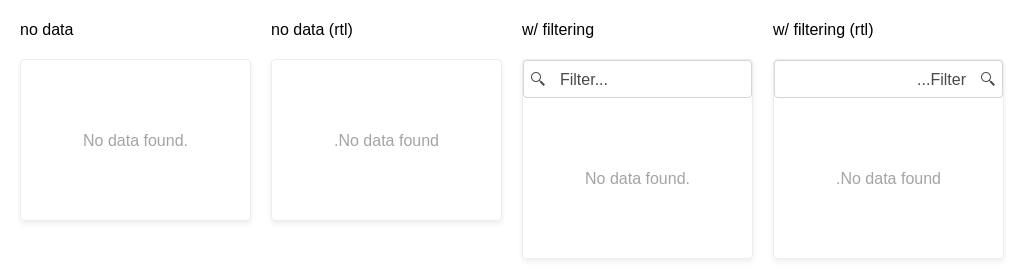 no data
no data (rtl)
w/ filtering
w/ filtering (rtl)
Filter...
...Filter
No data found.
.No data found
No data found.
.No data found